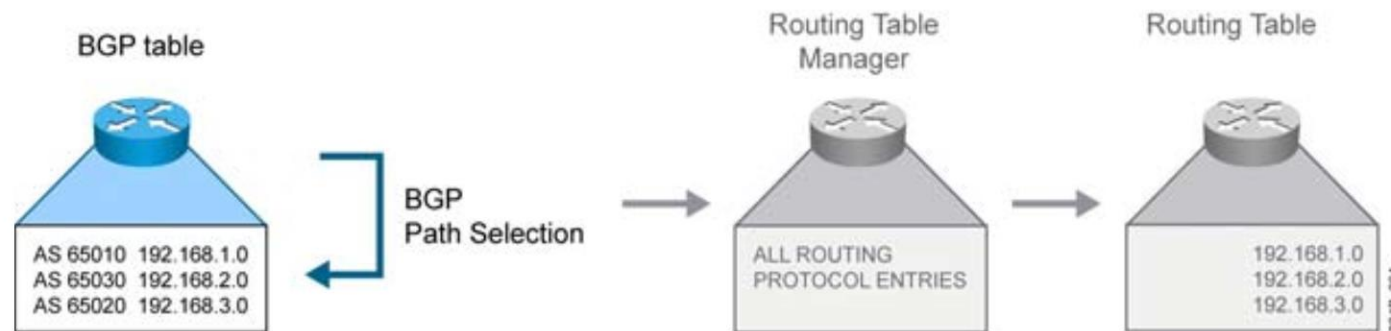 BGP table
AS 65010 192.168.1.0
AS 65030 192.168.2.0
AS 65020 192.168.3.0
BGP
Path Selection
Routing Table
Manager
ALL ROUTING
PROTOCOL ENTRIES
Routing Table
192.168.1.0
192.168.2.0
192.168.3.0